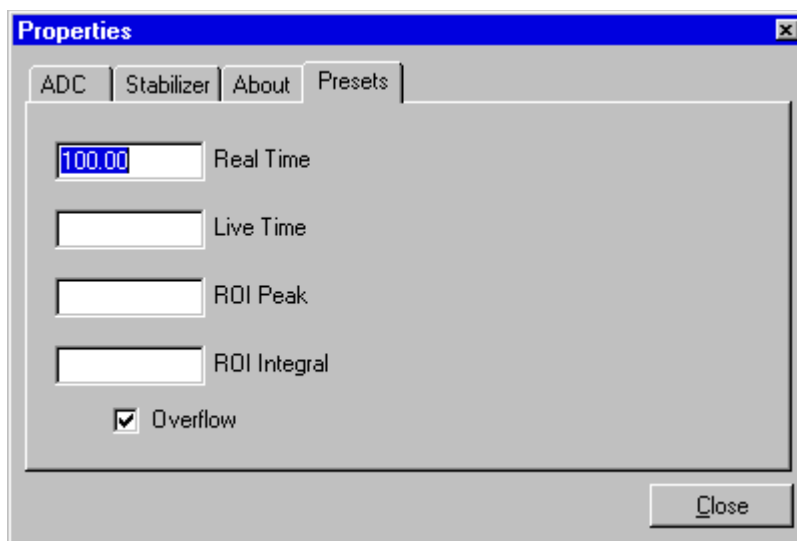 Properties
ADC Stabilizer About Presets
100.00 Real Time
Live Time
ROI Peak
ROI Integral
Overflow
Close